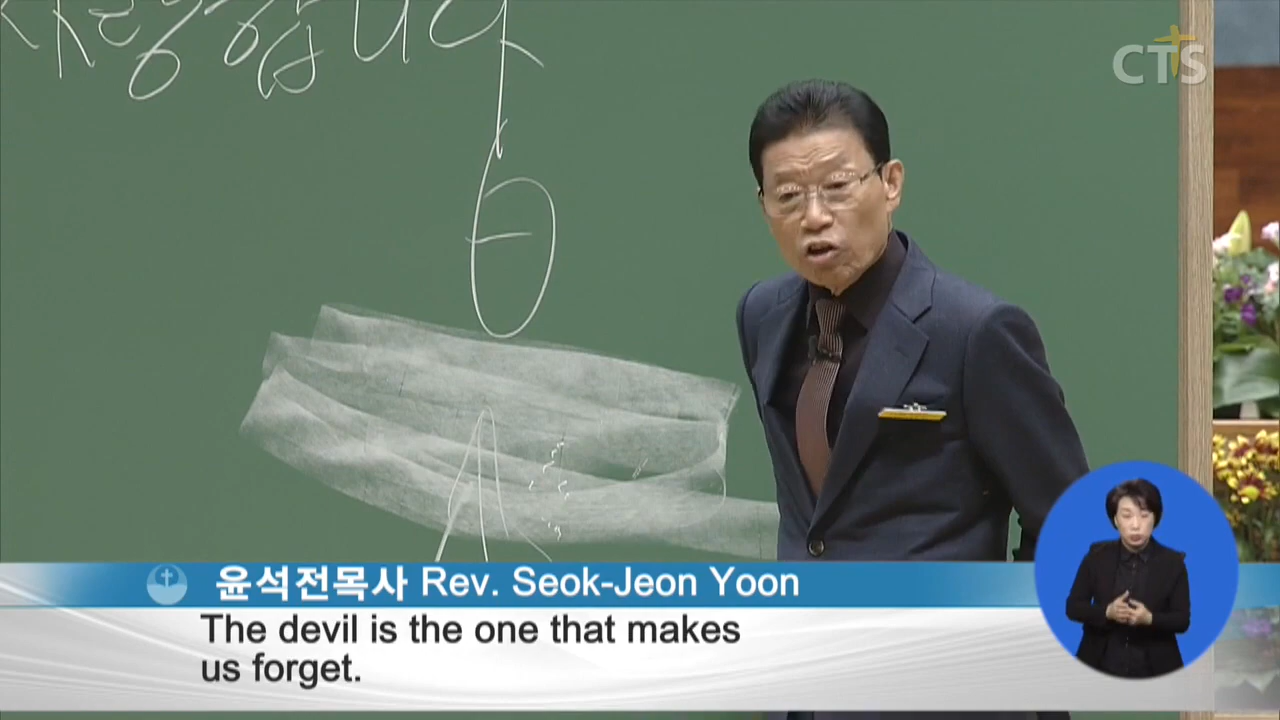 사랑합니다
CTS
윤석전목사 Rev. Seok-Jeon Yoon
The devil is the one that makes
us forget.